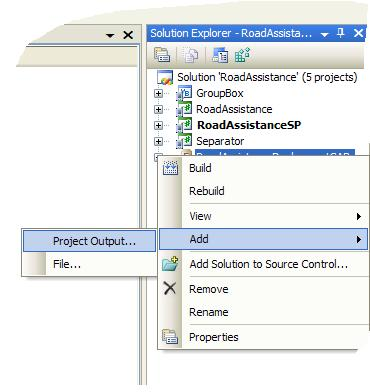 Solution Explorer - RoadAssista...
Solution 'RoadAssistance' (5 projects)
GroupBox
RoadAssistance
RoadAssistanceSP
Separator
Build
Rebuild
View
Project Output...
Add
File...
Add Solution to Source Control...
Remove
Rename
Properties